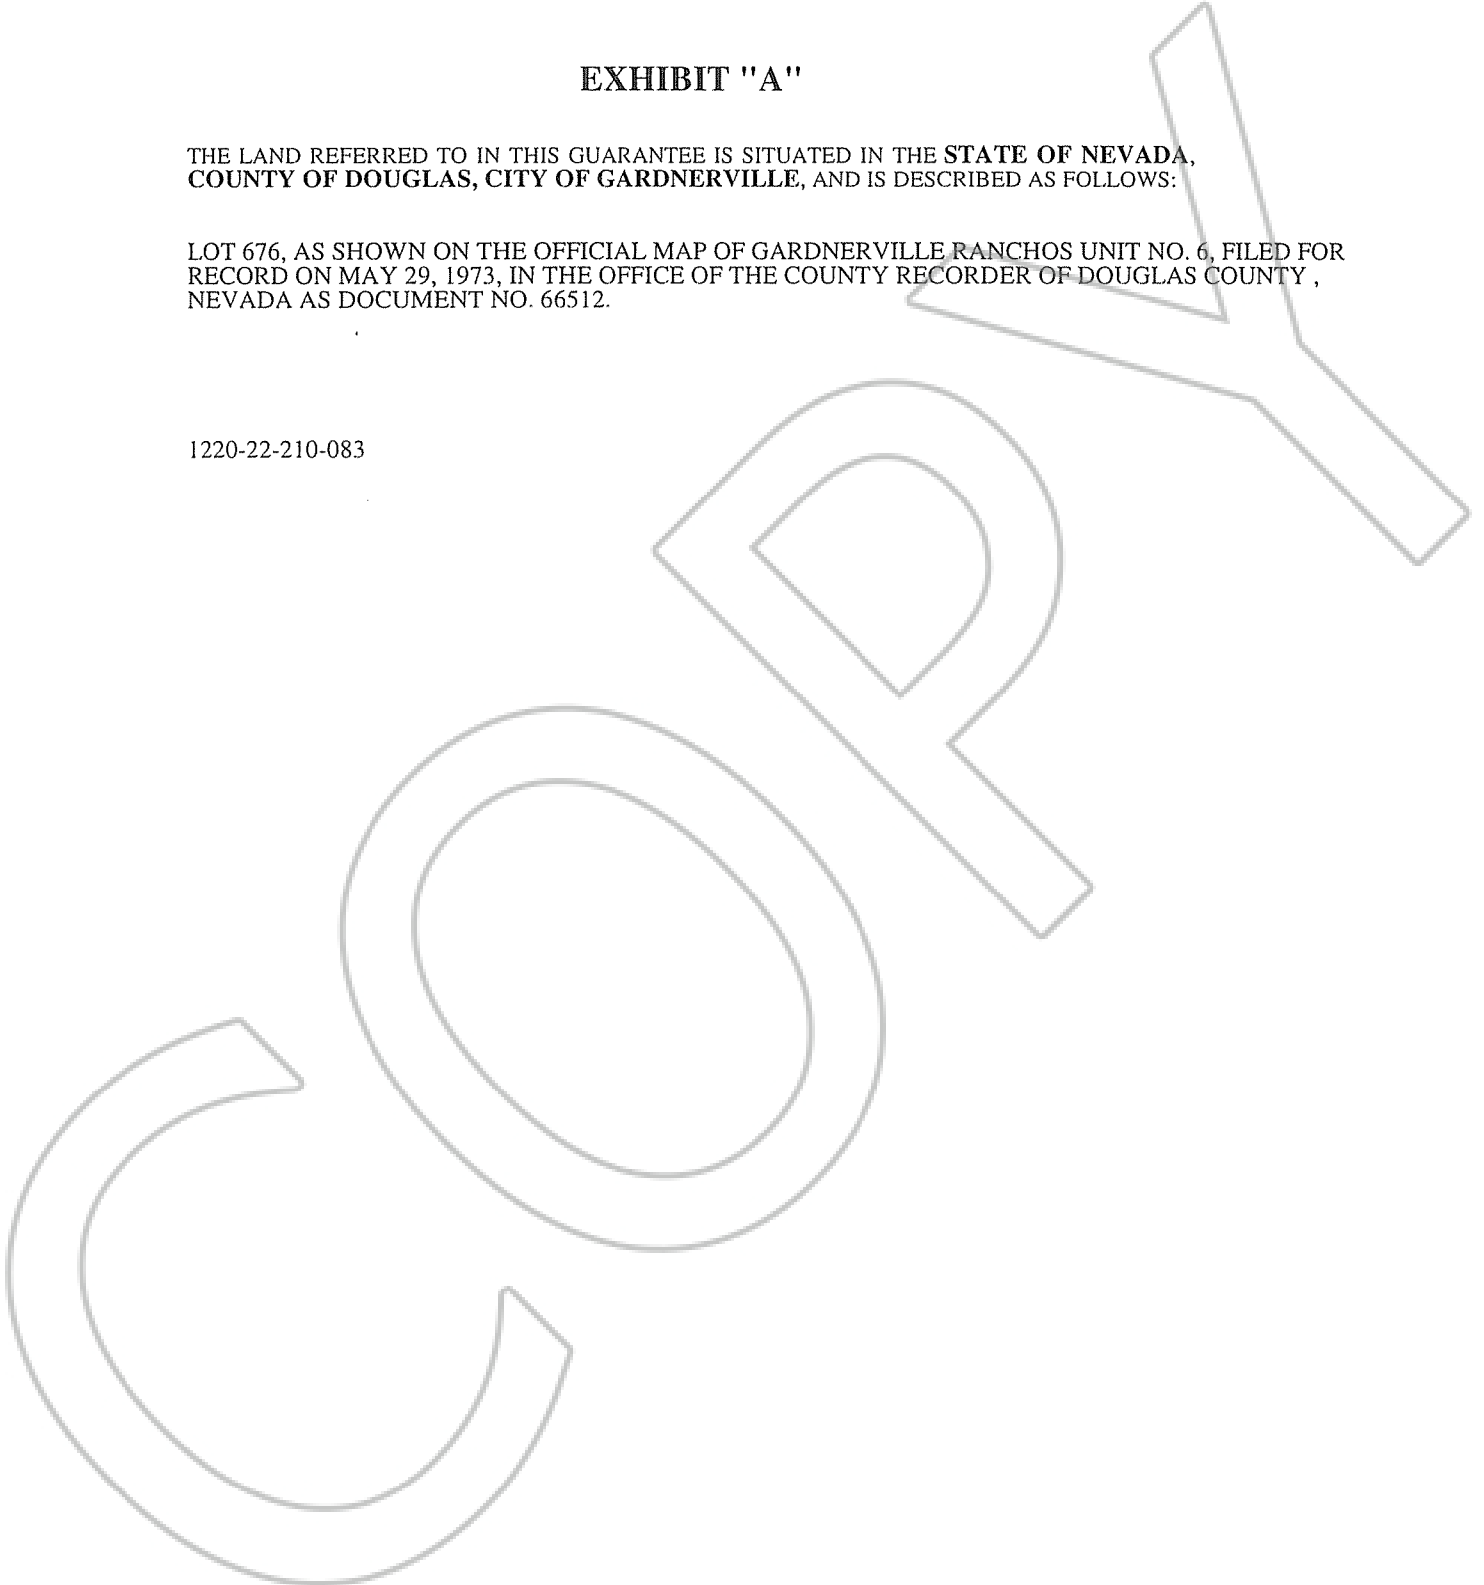 EXHIBIT "A"
THE LAND REFERRED TO IN THIS GUARANTEE IS SITUATED IN THE STATE OF NEVADA,
COUNTY OF DOUGLAS, CITY OF GARDNERVILLE, AND IS DESCRIBED AS FOLLOWS:
LOT 676, AS SHOWN ON THE OFFICIAL MAP OF GARDNERVILLE RANCHOS UNIT NO. 6, FILED FOR
RECORD ON MAY 29, 1973, IN THE OFFICE OF THE COUNTY RECORDER OF DOUGLAS COUNTY ,
NEVADA AS DOCUMENT NO. 66512.
1220-22-210-083
COPY